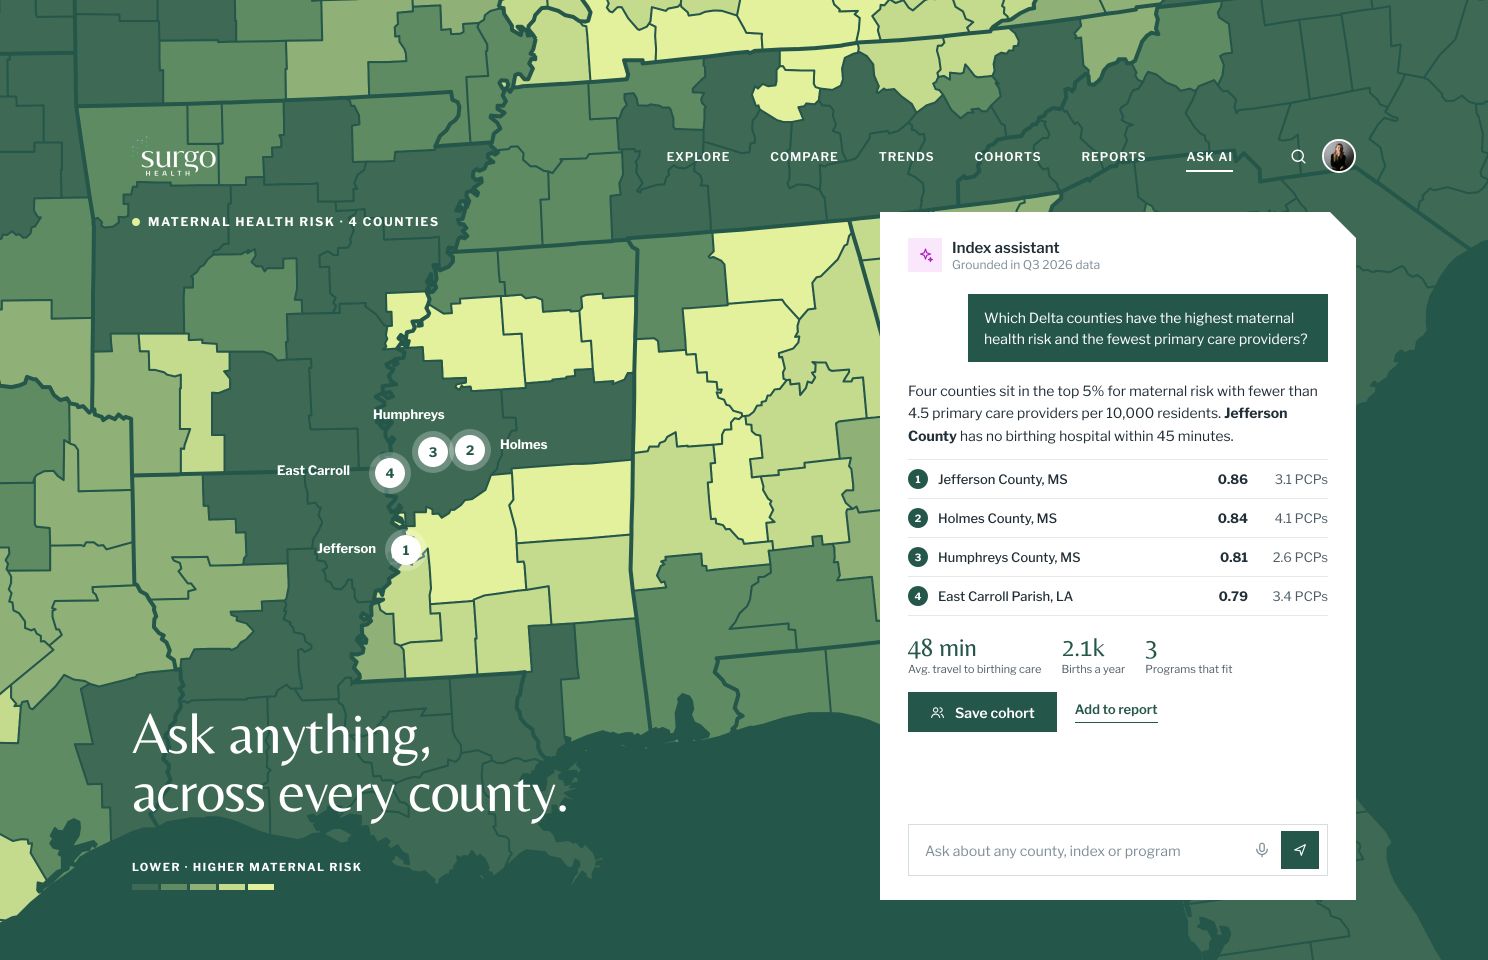 surgo
HEALTH
EXPLORE COMPARE TRENDS COHORTS REPORTS ASK AI
MATERNAL HEALTH RISK · 4 COUNTIES
Humphreys
3
2
Holmes
East Carroll
4
Jefferson
1
Ask anything,
across every county.
LOWER · HIGHER MATERNAL RISK
Index assistant
Grounded in Q3 2026 data
Which Delta counties have the highest maternal
health risk and the fewest primary care providers?
Four counties sit in the top 5% for maternal risk with fewer than
4.5 primary care providers per 10,000 residents. Jefferson
County has no birthing hospital within 45 minutes.
1 Jefferson County, MS 0.86 3.1 PCPs
2 Holmes County, MS 0.84 4.1 PCPs
3 Humphreys County, MS 0.81 2.6 PCPs
4 East Carroll Parish, LA 0.79 3.4 PCPs
48 min 2.1k 3
Avg. travel to birthing care Births a year Programs that fit
Save cohort Add to report
Ask about any county, index or program